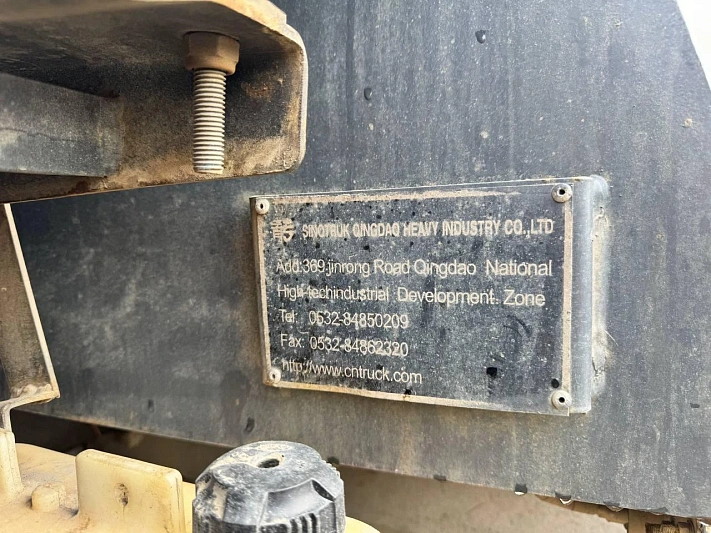 SINOTRUK QINGDAO HEAVY INDUSTRY CO.,LTD
Add:369.jinrong Road Qingdao National
High-techindustrial Development. Zone
Tel: 0532-84850209
Fax: 0532-84862320
http://www.cntruck.com